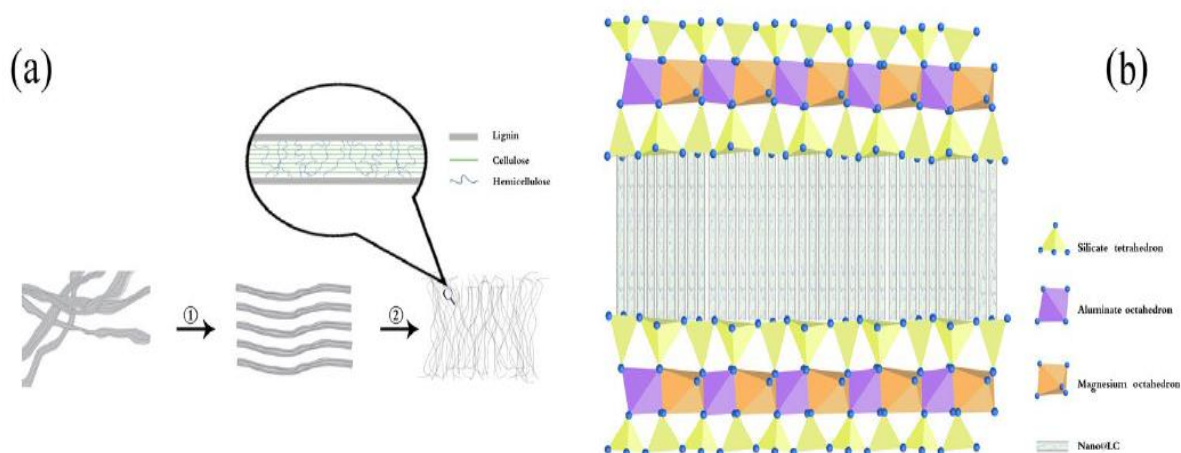 (a)
Lignin
Cellulose
Hemicellulose
①
②
(b)
Silicate tetrahedron
Aluminate octahedron
Magnesium octahedron
Nano@LC